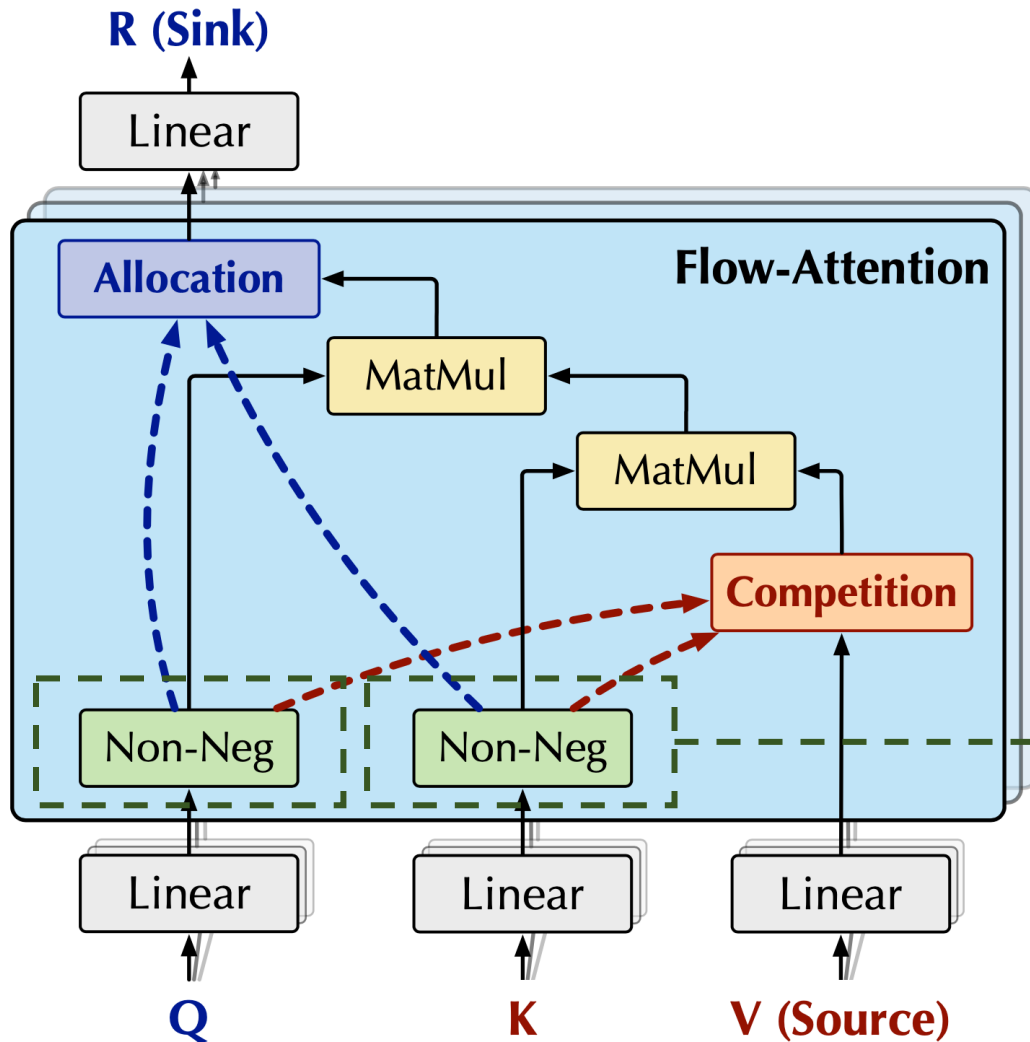 R (Sink)
Linear
Allocation
Flow-Attention
MatMul
MatMul
Competition
Non-Neg
Non-Neg
Linear
Linear
Linear
Q
K
V (Source)